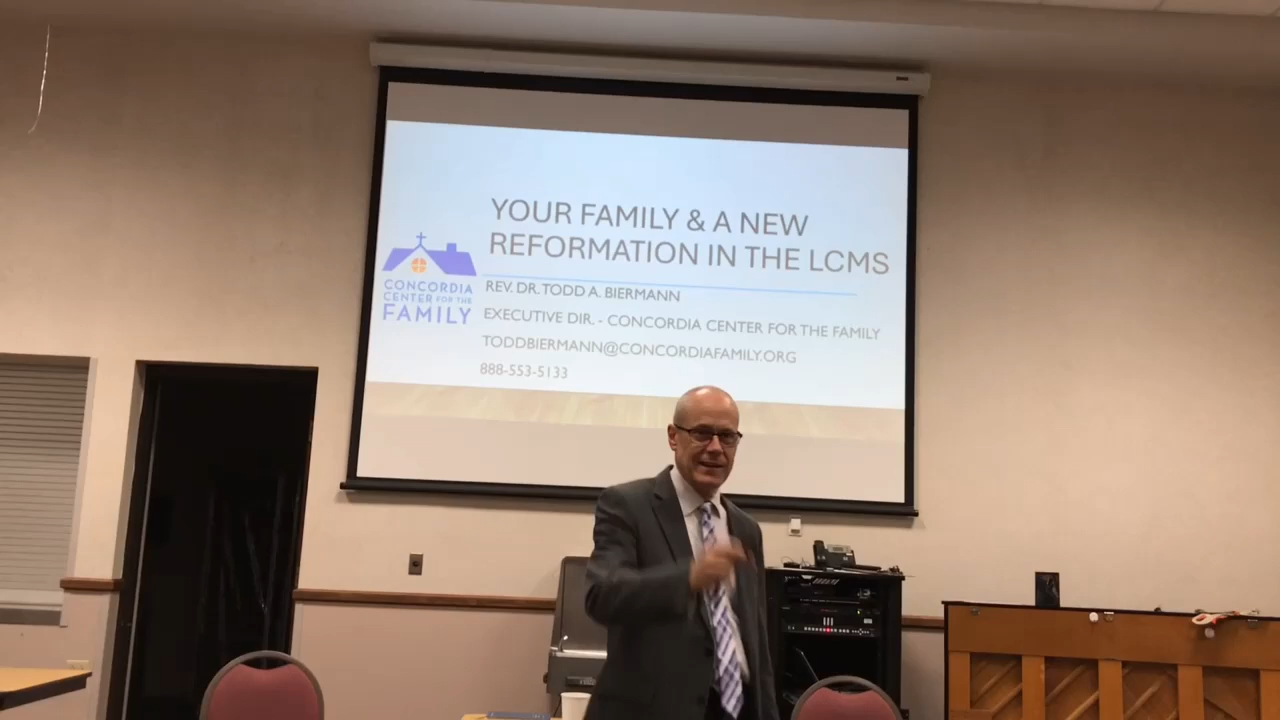 YOUR FAMILY & A NEW
REFORMATION IN THE LCMS
CONCORDIA
CENTER FOR THE
FAMILY
REV. DR. TODD A. BIERMANN
EXECUTIVE DIR. - CONCORDIA CENTER FOR THE FAMILY
TODDBIERMANN@CONCORDIAFAMILY.ORG
888-553-5133